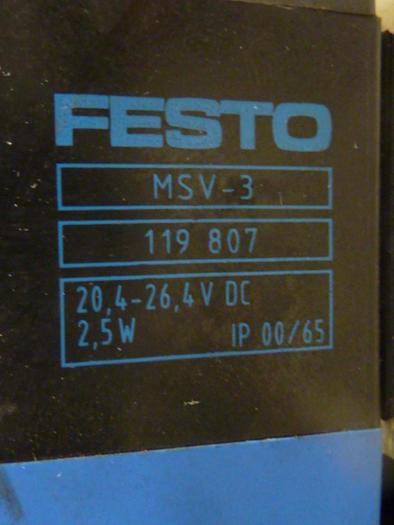 FESTO
MSV-3
119 807
20,4-26,4V DC
2,5W IP 00/65